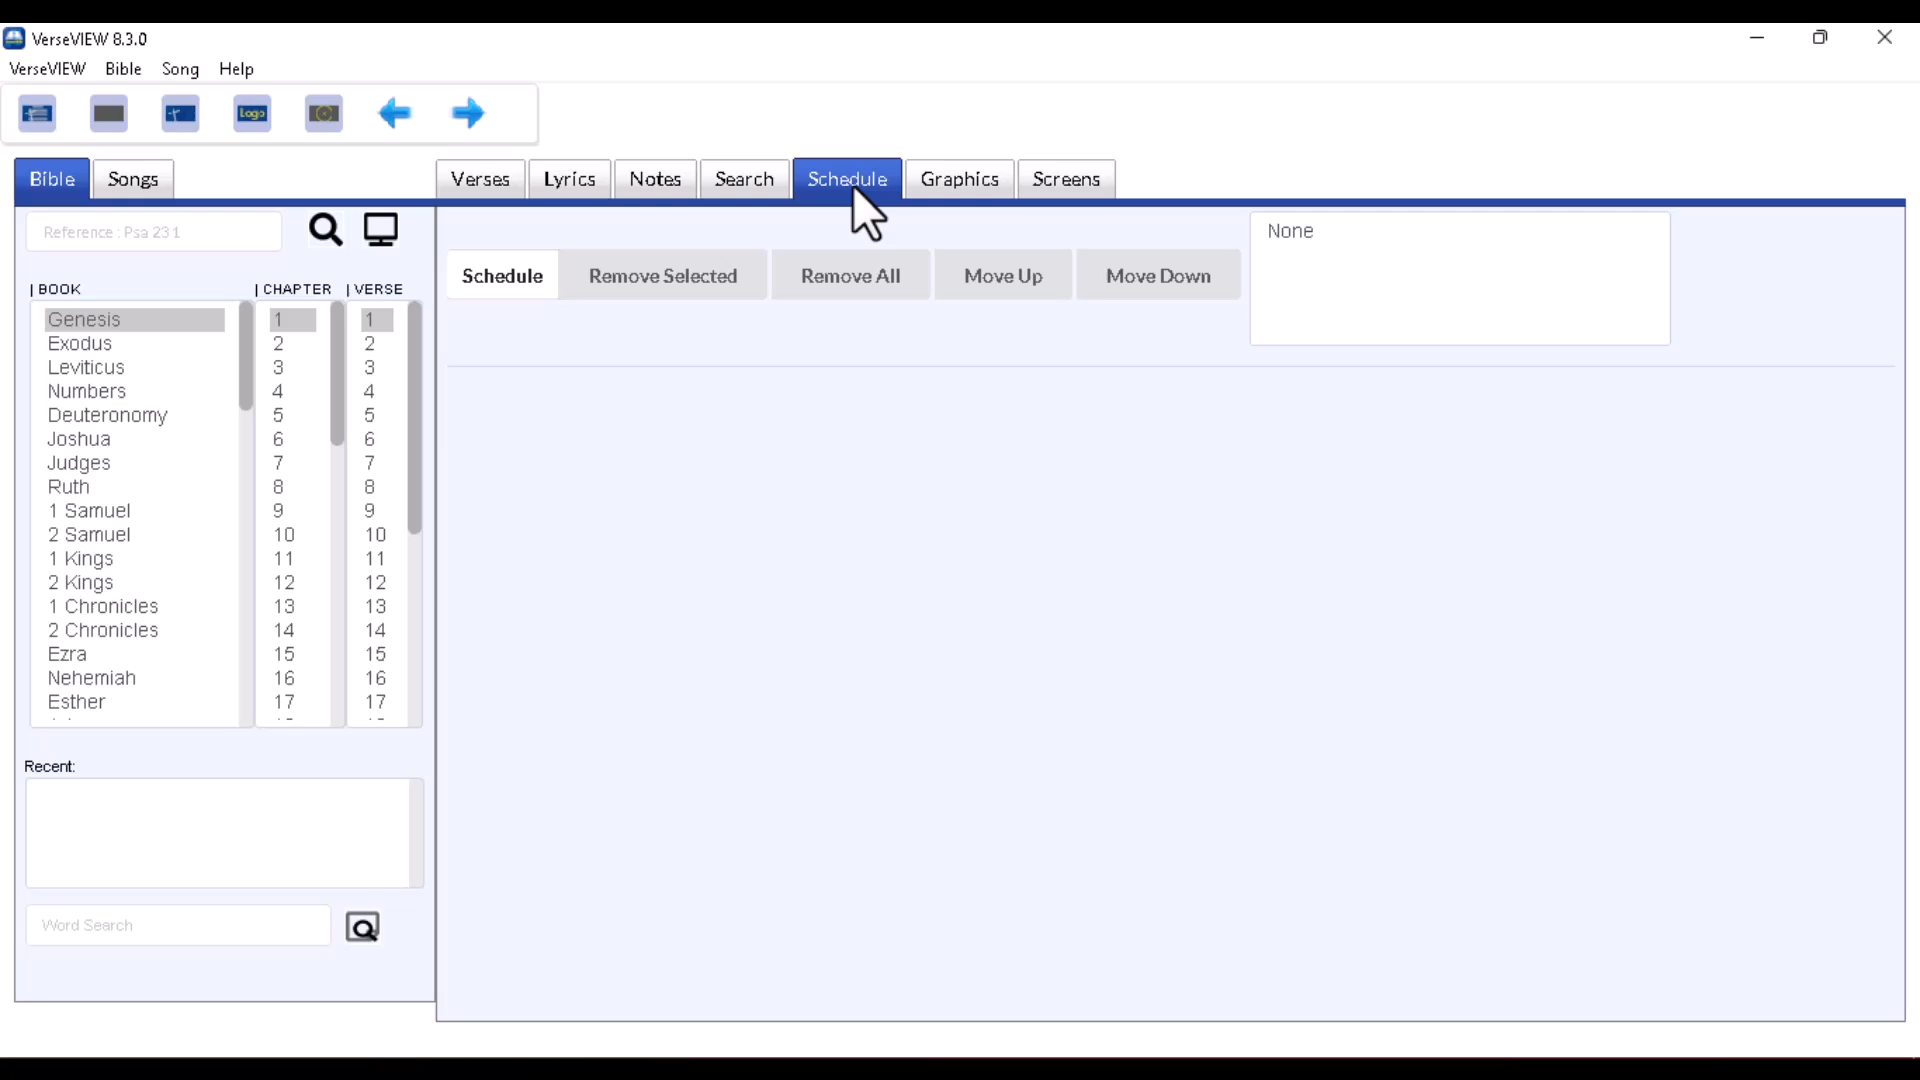 VerseVIEW 8.3.0
VerseVIEW Bible Song Help
Logo
Bible Songs
Verses Lyrics Notes Search Schedule Graphics Screens
Reference : Psa 23 1
None
Schedule Remove Selected Remove All Move Up Move Down
| BOOK | CHAPTER | VERSE
Genesis 1 1
Exodus 2 2
Leviticus 3 3
Numbers 4 4
Deuteronomy 5 5
Joshua 6 6
Judges 7 7
Ruth 8 8
1 Samuel 9 9
2 Samuel 10 10
1 Kings 11 11
2 Kings 12 12
1 Chronicles 13 13
2 Chronicles 14 14
Ezra 15 15
Nehemiah 16 16
Esther 17 17
Recent:
Word Search